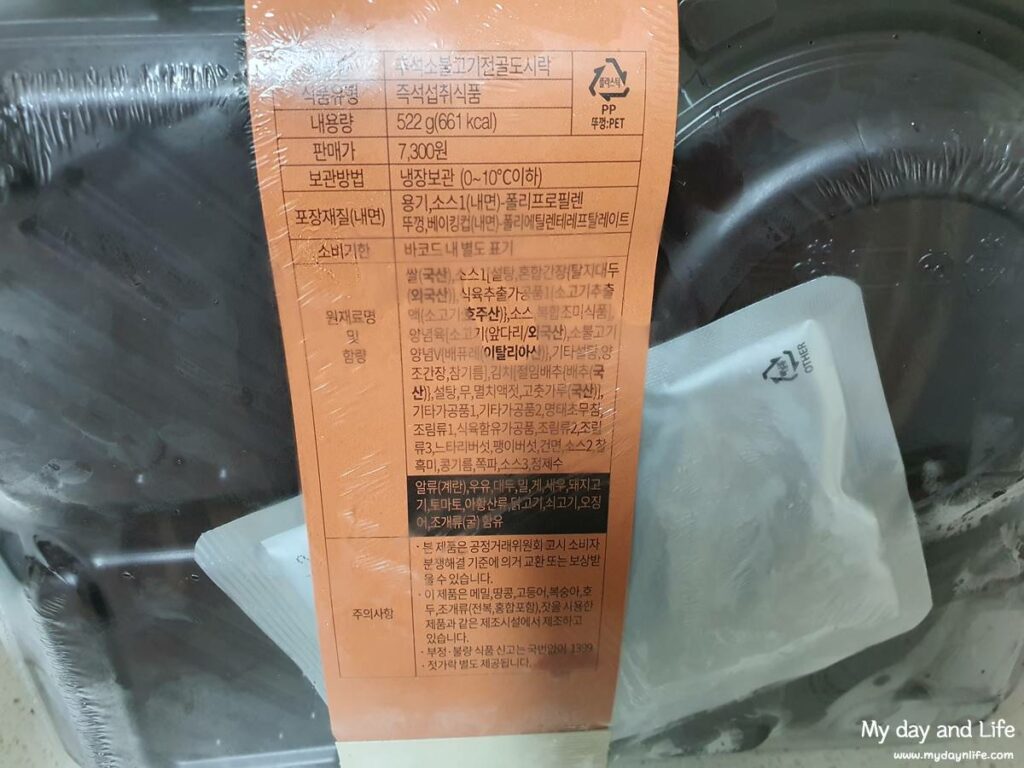 추석소불고기전골도시락
식품유형 즉석섭취식품
내용량 522 g(661 kcal)
판매가 7,300원
보관방법 냉장보관 (0~10℃이하)
포장재질(내면) 용기,소스1(내면)-폴리프로필렌
뚜껑,베이킹컵(내면)-폴리에틸렌테레프탈레이트
소비기한 바코드 내 별도 표기
플라스틱
PP
뚜껑:PET
원재료명
및
함량
쌀(국산),소스1{설탕,혼합간장(탈지대두
(외국산)),식육추출가공품1(소고기추출
액(소고기:호주산)),소스,복합조미식품},
양념육{소고기(앞다리/외국산),소불고기
양념V(배퓨레(이탈리아산)),기타설탕,양
조간장,참기름},김치{절임배추(배추(국
산)),설탕,무,멸치액젓,고춧가루(국산)},
기타가공품1,기타가공품2,명태초무침,
조림류1,식육함유가공품,조림류2,조림
류3,느타리버섯,팽이버섯,건면,소스2,찰
흑미,콩기름,쪽파,소스3,정제수
알류(계란),우유,대두,밀,게,새우,돼지고
기,토마토,아황산류,닭고기,쇠고기,오징
어,조개류(굴) 함유
주의사항
· 본 제품은 공정거래위원회 고시 소비자
분쟁해결 기준에 의거 교환 또는 보상받
을 수 있습니다.
· 이 제품은 메밀,땅콩,고등어,복숭아,호
두,조개류(전복,홍합포함),잣을 사용한
제품과 같은 제조시설에서 제조하고
있습니다.
· 부정·불량 식품 신고는 국번없이 1399
· 젓가락 별도 제공됩니다.
OTHER
My day and Life
www.mydaynlife.com